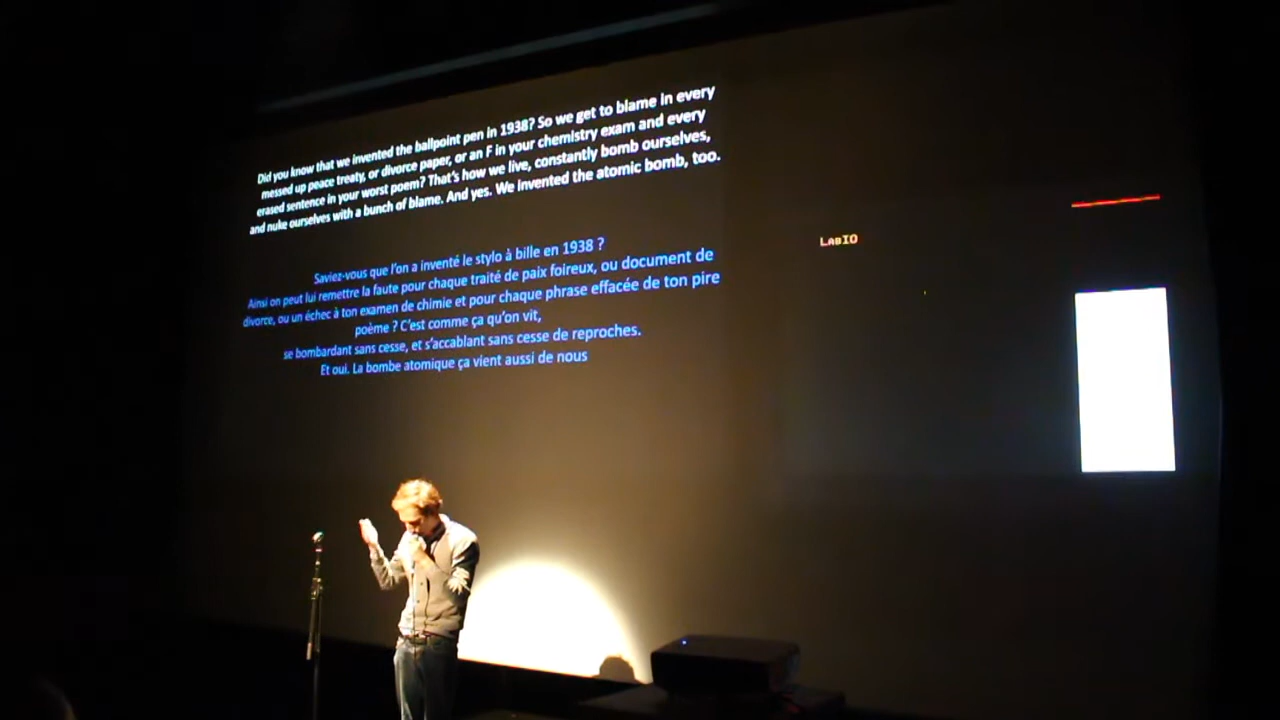 Did you know that we invented the ballpoint pen in 1938? So we get to blame in every
messed up peace treaty, or divorce paper, or an F in your chemistry exam and every
erased sentence in your worst poem? That's how we live, constantly bomb ourselves,
and nuke ourselves with a bunch of blame. And yes. We invented the atomic bomb, too.
Saviez-vous que l'on a inventé le stylo à bille en 1938 ?
Ainsi on peut lui remettre la faute pour chaque traité de paix foireux, ou document de
divorce, ou un échec à ton examen de chimie et pour chaque phrase effacée de ton pire
poème ? C'est comme ça qu'on vit,
se bombardant sans cesse, et s'accablant sans cesse de reproches.
Et oui. La bombe atomique ça vient aussi de nous
LABIO